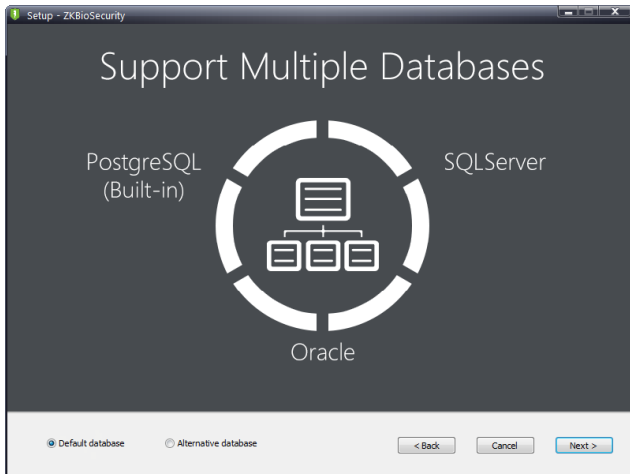 Setup - ZKBioSecurity
Support Multiple Databases
PostgreSQL
(Built-in)
SQLServer
Oracle
Default database
Alternative database
< Back
Cancel
Next >